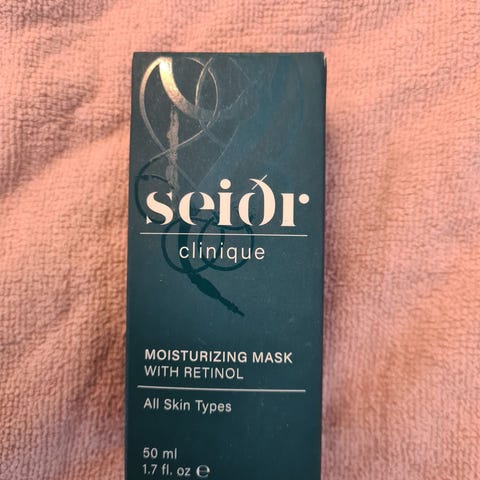 seiðr
clinique
MOISTURIZING MASK
WITH RETINOL
All Skin Types
50 ml
1.7 fl. oz ℮